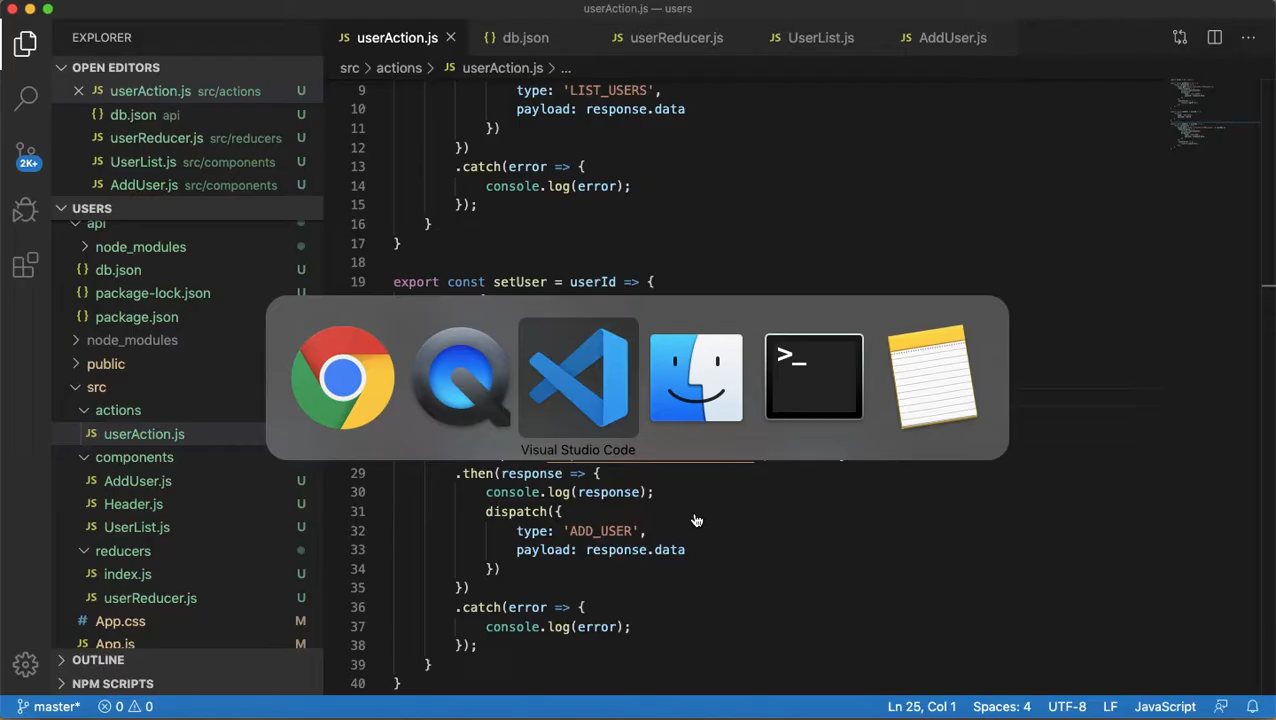 userAction.js — users
EXPLORER
userAction.js
db.json
userReducer.js
UserList.js
AddUser.js
OPEN EDITORS
src > actions > userAction.js > ...
userAction.js src/actions U
db.json api U
userReducer.js src/reducers U
UserList.js src/components U
AddUser.js src/components U
2K+
USERS
api
node_modules
db.json U
package-lock.json U
package.json U
node_modules
public
src
actions
userAction.js
components
AddUser.js U
Header.js U
UserList.js U
reducers
index.js U
userReducer.js U
App.css M
App.js M
OUTLINE
NPM SCRIPTS
9 type: 'LIST_USERS',
10 payload: response.data
11 })
12 })
13 .catch(error => {
14 console.log(error);
15 });
16 }
17 }
18
19 export const setUser = userId => {
>_
Visual Studio Code
29 .then(response => {
30 console.log(response);
31 dispatch({
32 type: 'ADD_USER',
33 payload: response.data
34 })
35 })
36 .catch(error => {
37 console.log(error);
38 });
39 }
40 }
master* 0 0 Ln 25, Col 1 Spaces: 4 UTF-8 LF JavaScript